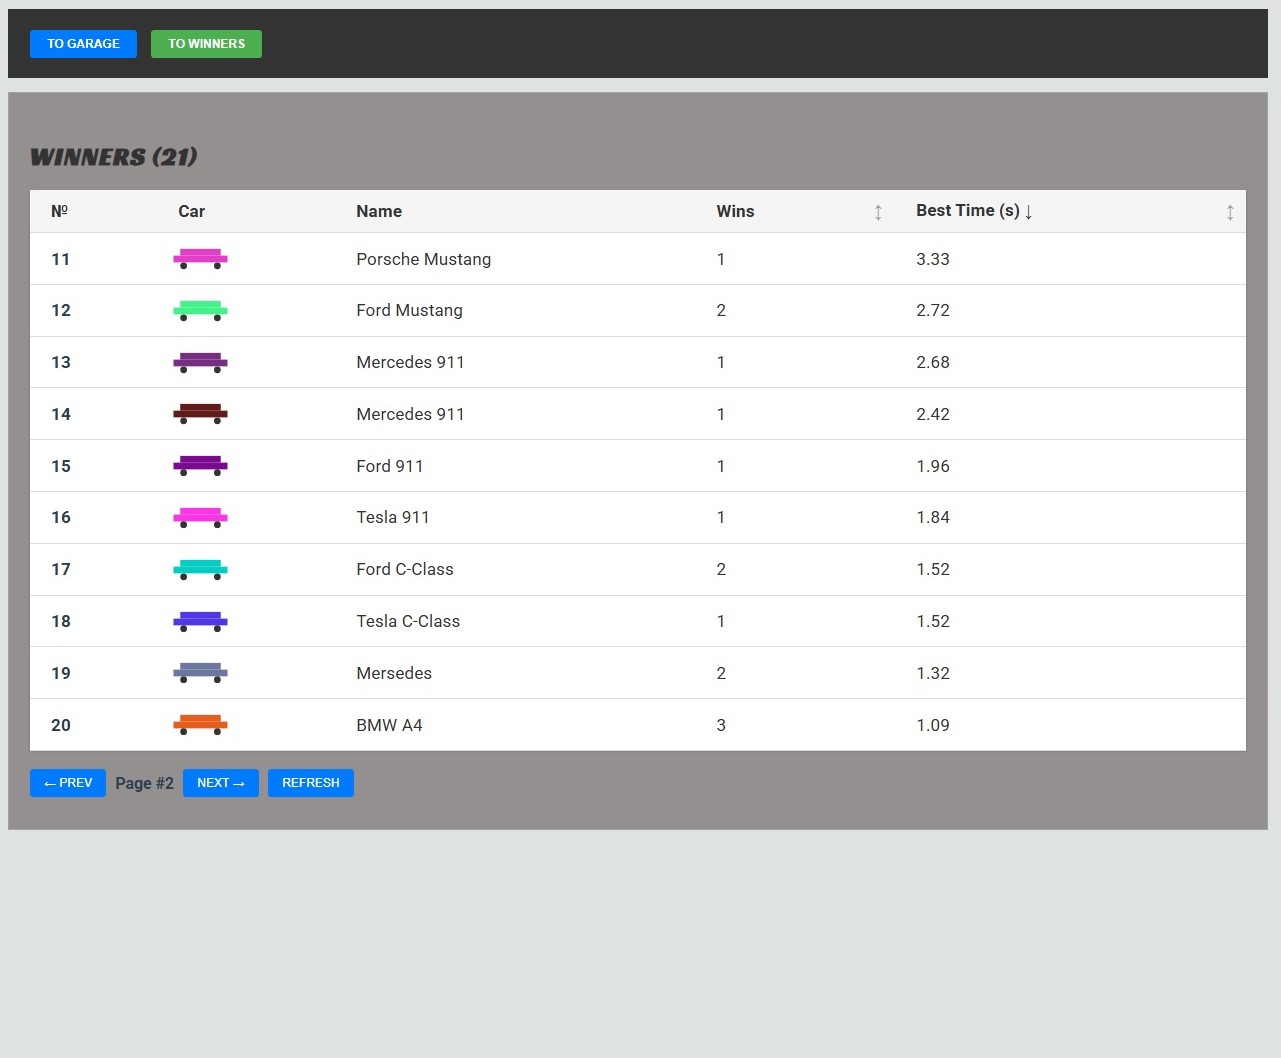 TO GARAGE TO WINNERS
WINNERS (21)
№ Car Name Wins ↕ Best Time (s) ↓ ↕
11 Porsche Mustang 1 3.33
12 Ford Mustang 2 2.72
13 Mercedes 911 1 2.68
14 Mercedes 911 1 2.42
15 Ford 911 1 1.96
16 Tesla 911 1 1.84
17 Ford C-Class 2 1.52
18 Tesla C-Class 1 1.52
19 Mersedes 2 1.32
20 BMW A4 3 1.09
← PREV Page #2 NEXT → REFRESH